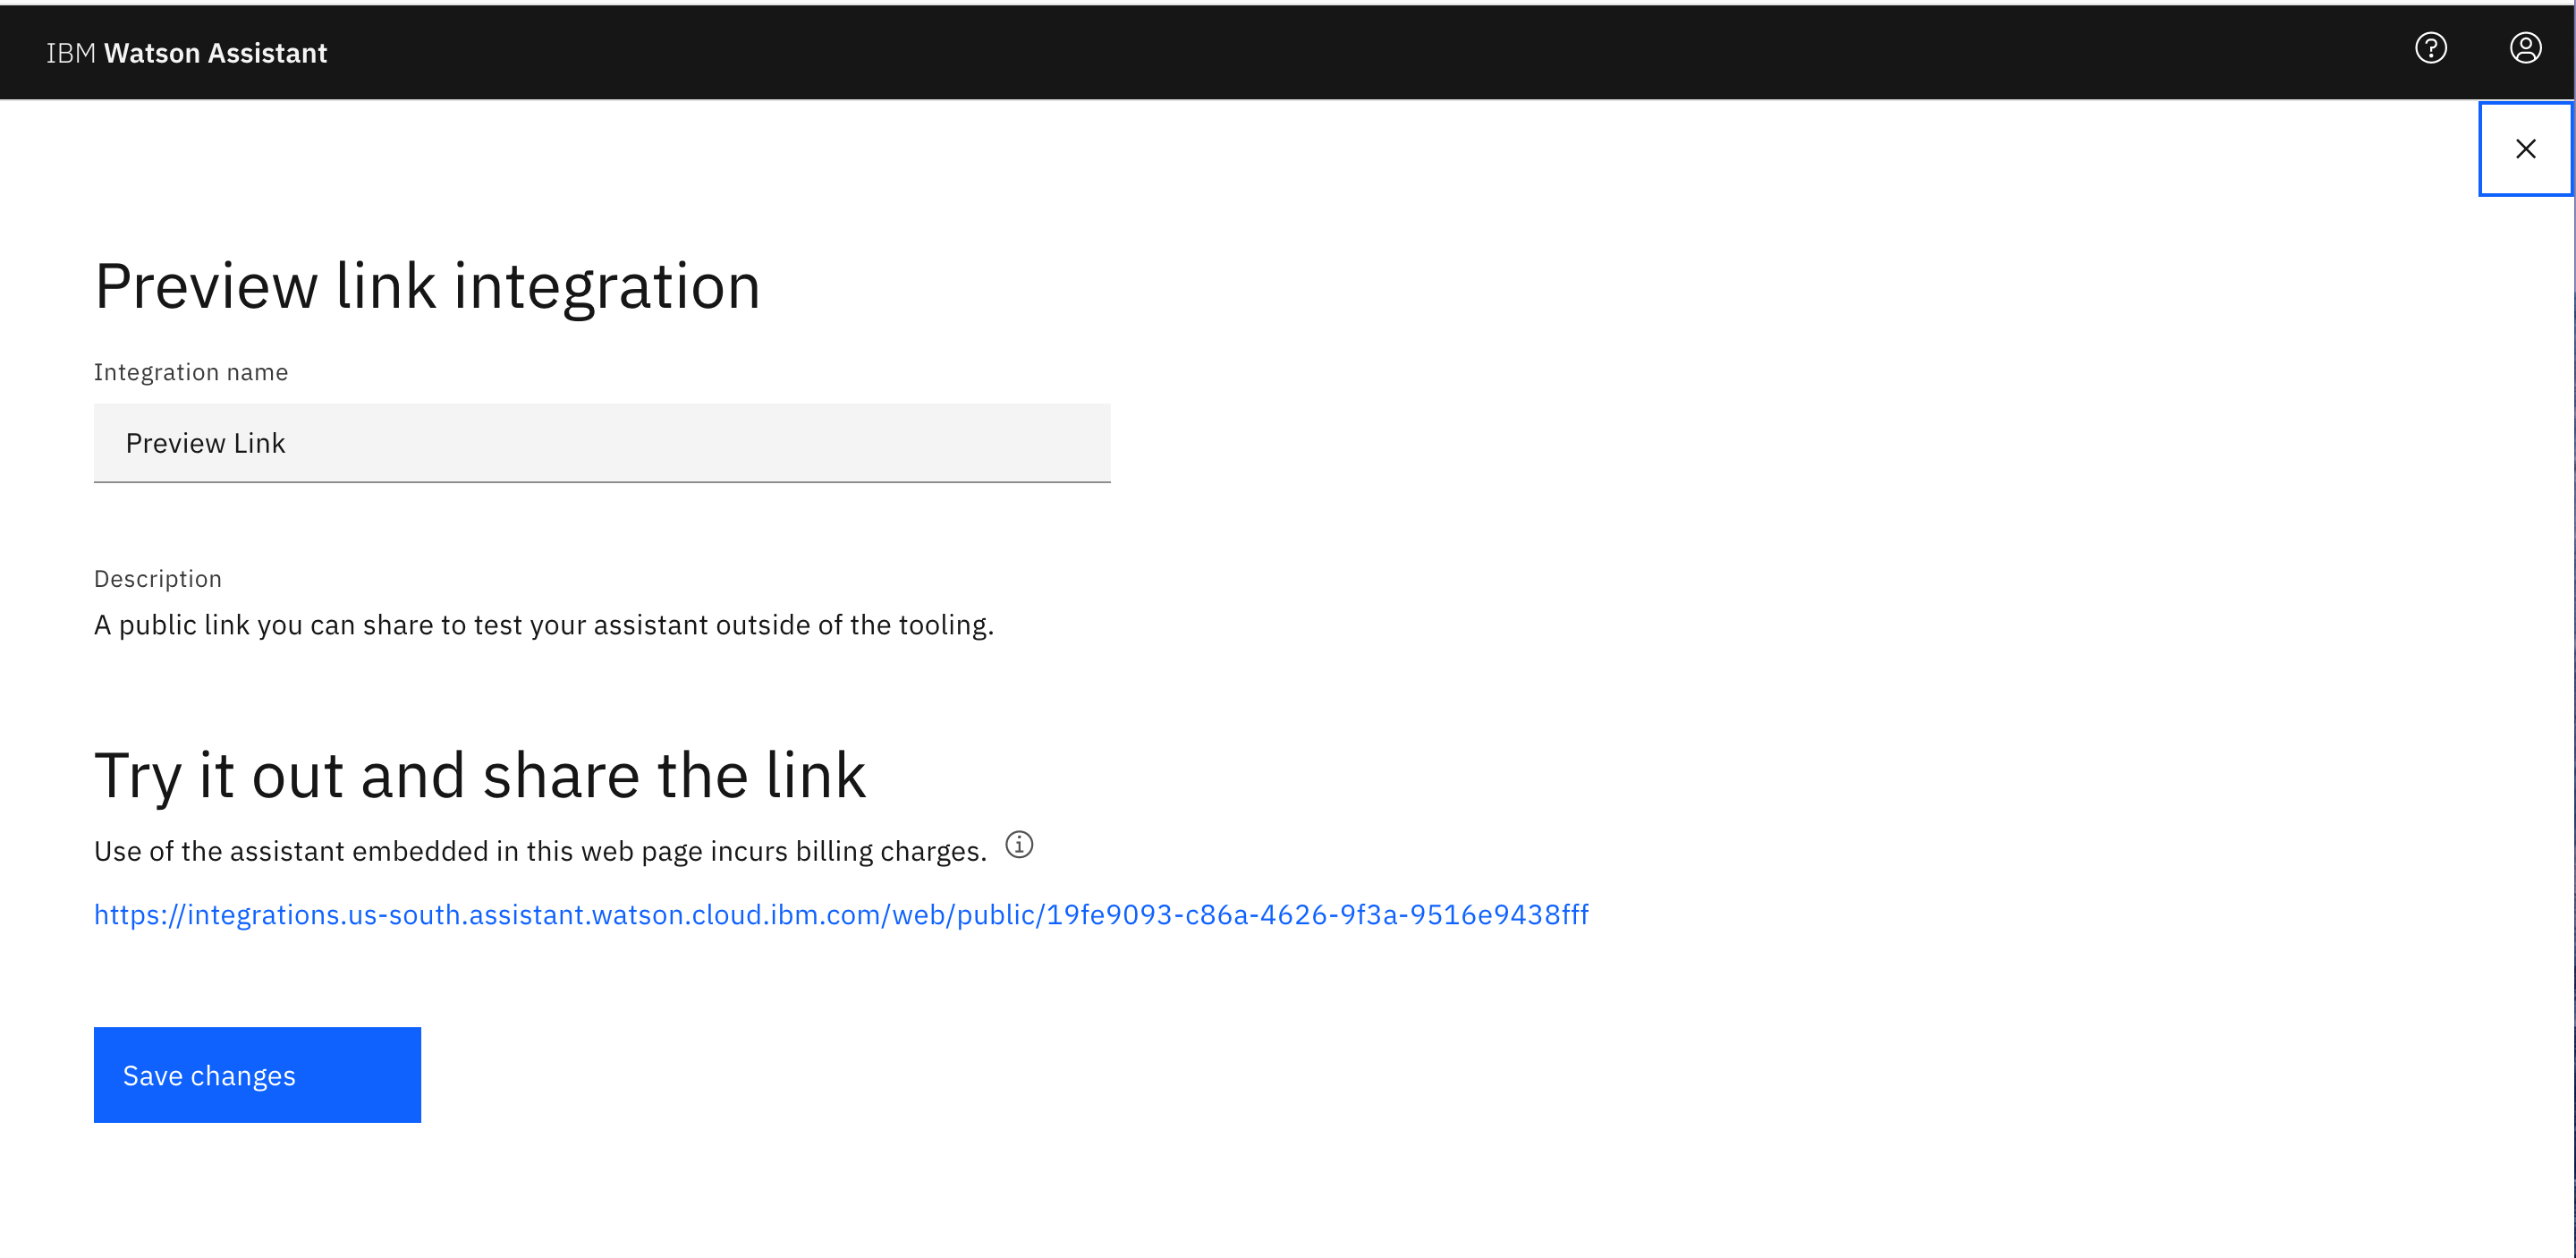 IBM Watson Assistant
Preview link integration
Integration name
Preview Link
Description
A public link you can share to test your assistant outside of the tooling.
Try it out and share the link
Use of the assistant embedded in this web page incurs billing charges.
https://integrations.us-south.assistant.watson.cloud.ibm.com/web/public/19fe9093-c86a-4626-9f3a-9516e9438fff
Save changes